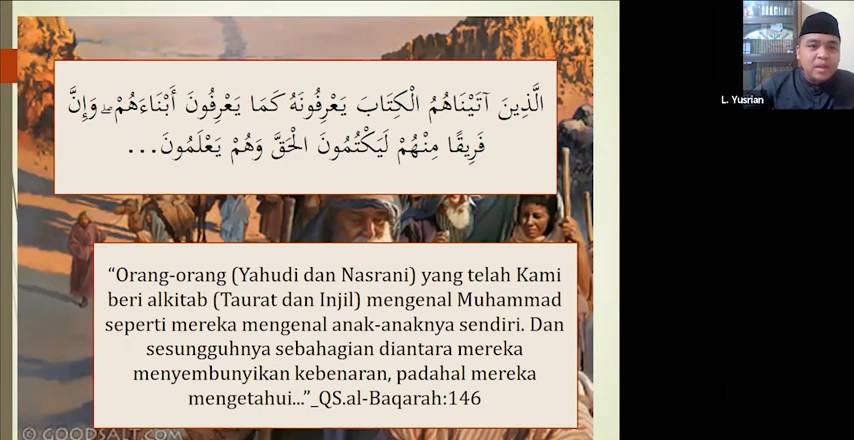 الَّذِينَ آتَيْنَاهُمُ الْكِتَابَ يَعْرِفُونَهُ كَمَا يَعْرِفُونَ أَبْنَاءَهُمْ ۖ وَإِنَّ
فَرِيقًا مِنْهُمْ لَيَكْتُمُونَ الْحَقَّ وَهُمْ يَعْلَمُونَ...
“Orang-orang (Yahudi dan Nasrani) yang telah Kami
beri alkitab (Taurat dan Injil) mengenal Muhammad
seperti mereka mengenal anak-anaknya sendiri. Dan
sesungguhnya sebahagian diantara mereka
menyembunyikan kebenaran, padahal mereka
mengetahui...”_QS.al-Baqarah:146
© GOODSALT.COM
L. Yusrian